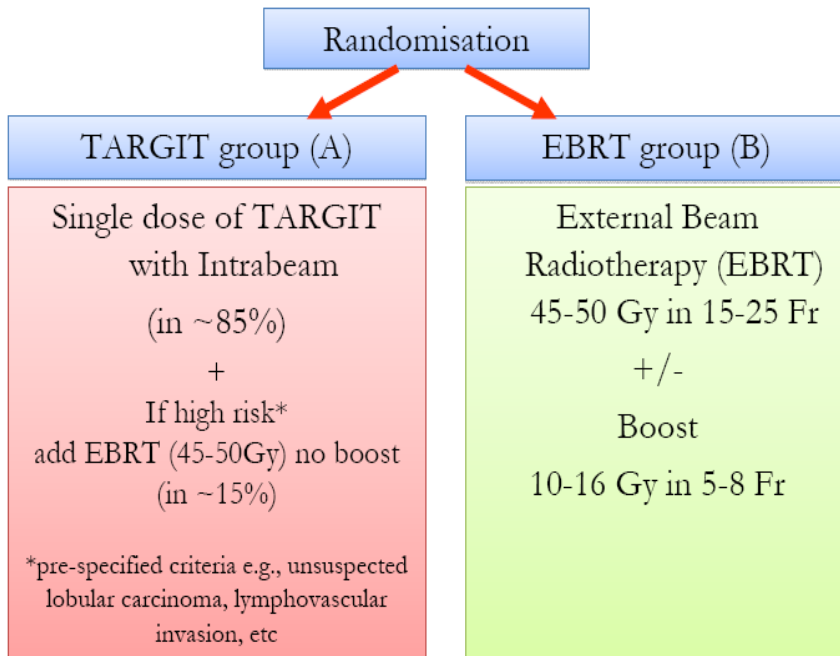 Randomisation
TARGIT group (A)
Single dose of TARGIT
with Intrabeam
(in ~85%)
+
If high risk*
add EBRT (45-50Gy) no boost
(in ~15%)
*pre-specified criteria e.g., unsuspected
lobular carcinoma, lymphovascular
invasion, etc
EBRT group (B)
External Beam
Radiotherapy (EBRT)
45-50 Gy in 15-25 Fr
+/-
Boost
10-16 Gy in 5-8 Fr